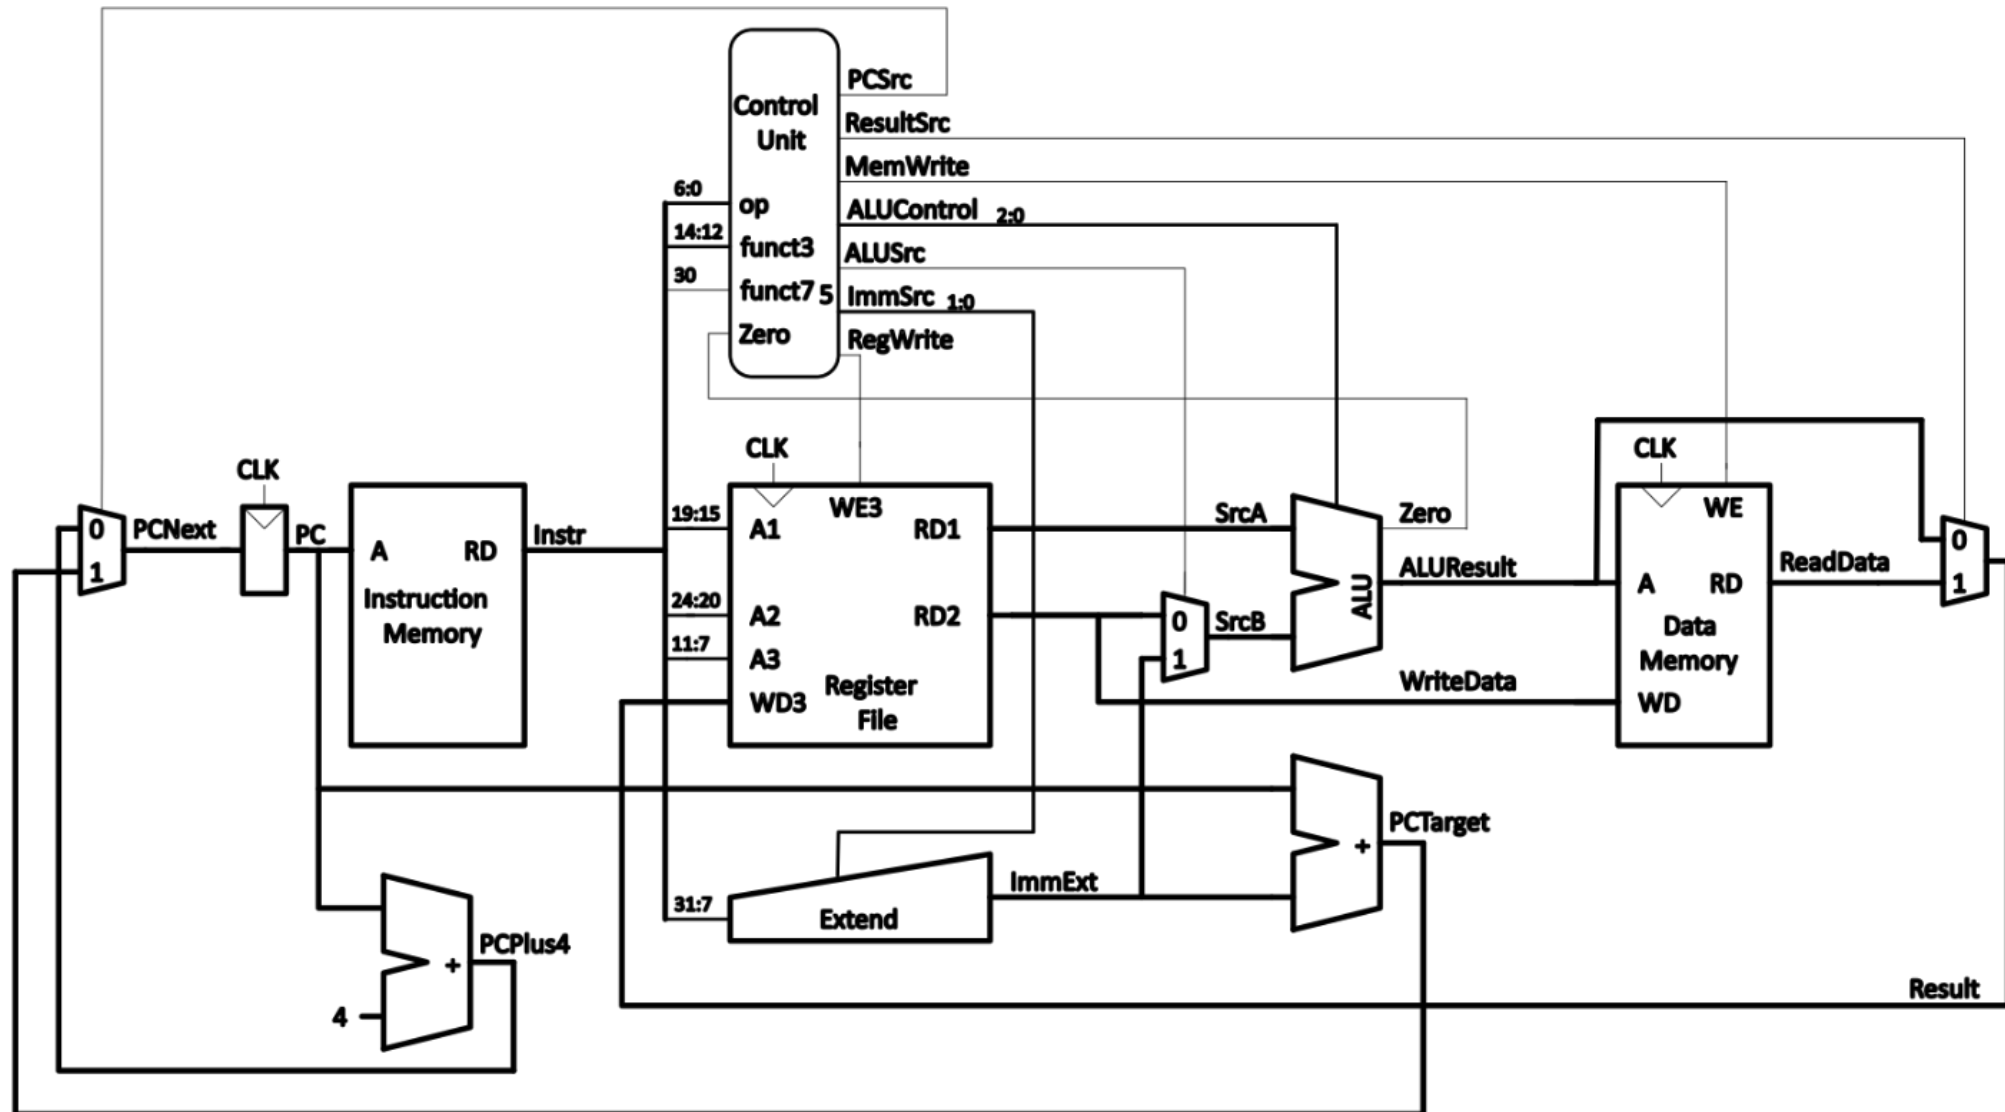 PCSrc
Control
Unit
ResultSrc
MemWrite
6:0
op
ALUControl 2:0
14:12
funct3
ALUSrc
30
funct7 5
ImmSrc 1:0
Zero
RegWrite
CLK
CLK
CLK
0
1
PCNext
PC
A
RD
Instruction
Memory
Instr
19:15
A1
WE3
RD1
24:20
A2
RD2
11:7
A3
WD3
Register
File
SrcA
0
1
SrcB
ALU
Zero
ALUResult
WriteData
WE
A
RD
Data
Memory
WD
ReadData
0
1
+
PCTarget
31:7
Extend
ImmExt
+
PCPlus4
4
Result